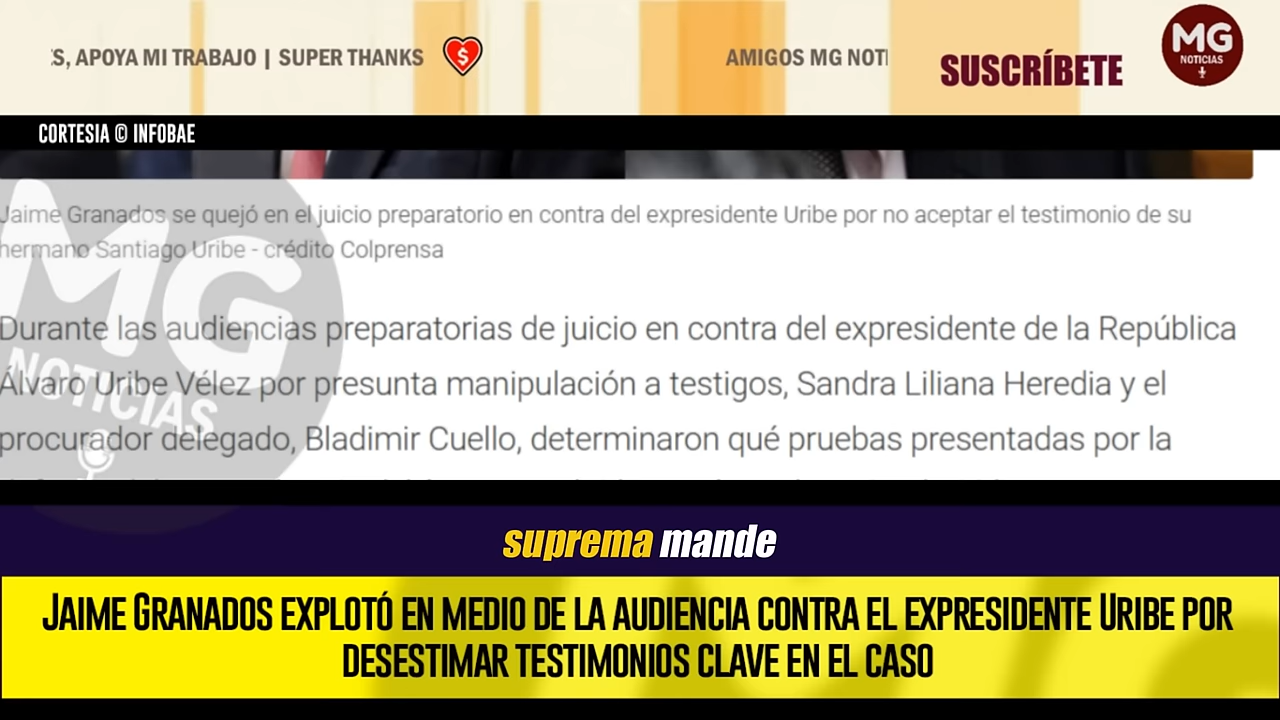 S, APOYA MI TRABAJO | SUPER THANKS
$
AMIGOS MG NOTI
SUSCRÍBETE
MG
NOTICIAS
CORTESIA © INFOBAE
Jaime Granados se quejó en el juicio preparatorio en contra del expresidente Uribe por no aceptar el testimonio de su
hermano Santiago Uribe - crédito Colprensa
Durante las audiencias preparatorias de juicio en contra del expresidente de la República
Álvaro Uribe Vélez por presunta manipulación a testigos, Sandra Liliana Heredia y el
procurador delegado, Bladimir Cuello, determinaron qué pruebas presentadas por la
MG
NOTICIAS
suprema mande
JAIME GRANADOS EXPLOTÓ EN MEDIO DE LA AUDIENCIA CONTRA EL EXPRESIDENTE URIBE POR
DESESTIMAR TESTIMONIOS CLAVE EN EL CASO